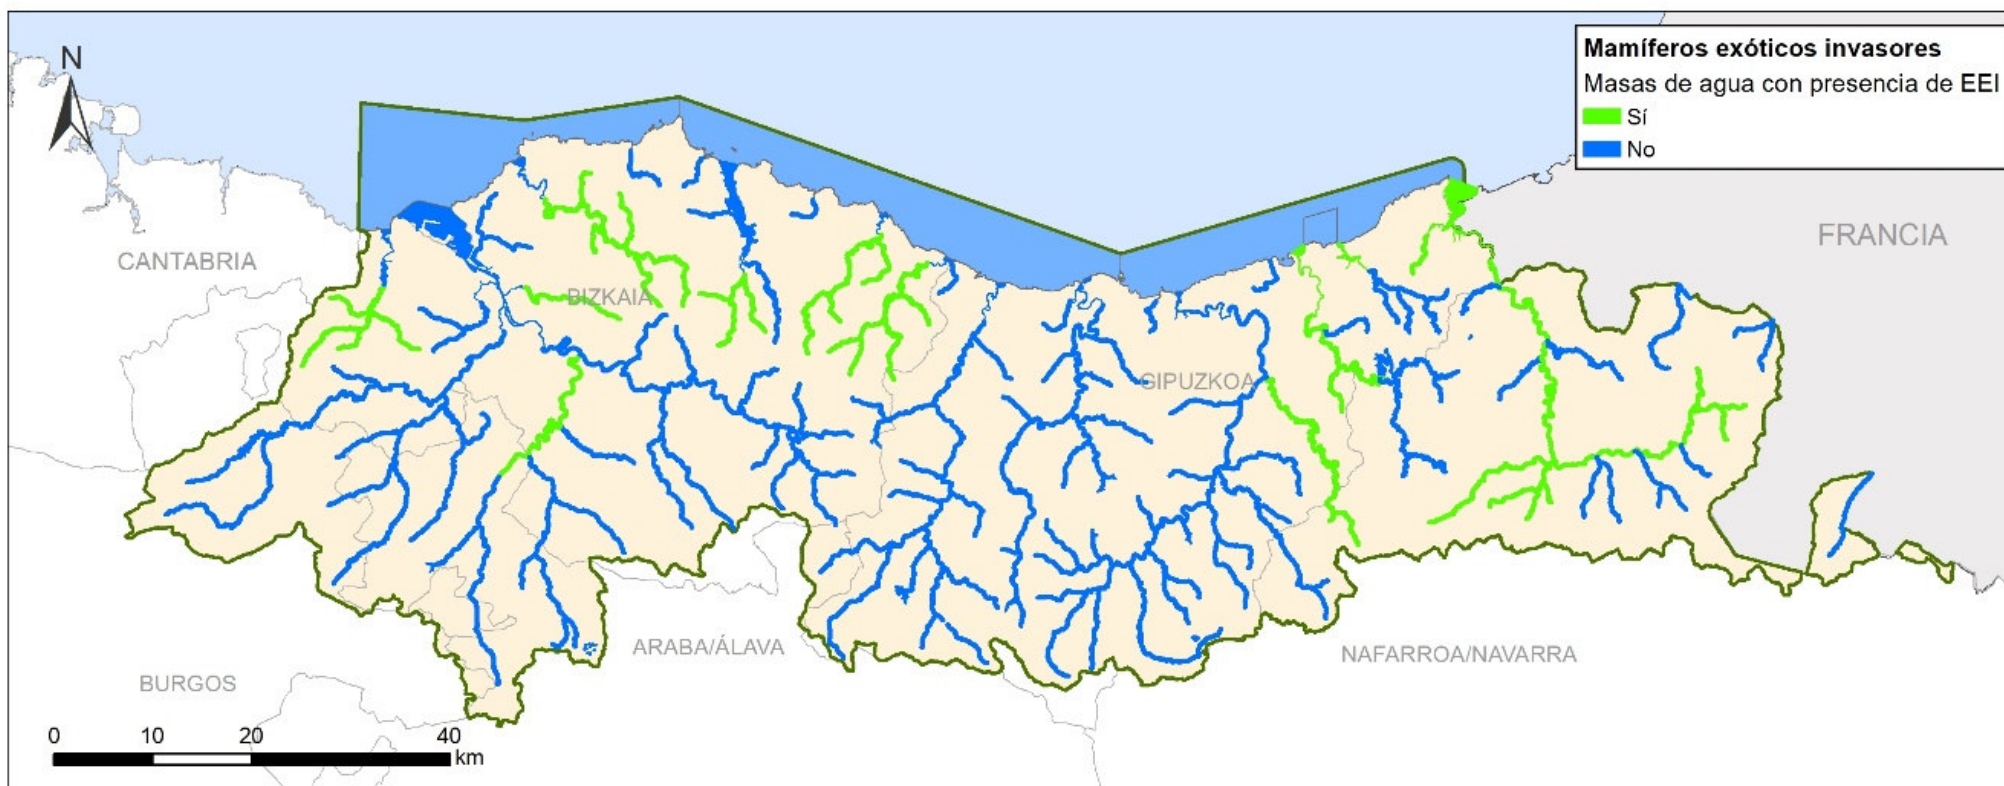 Mamíferos exóticos invasores
Masas de agua con presencia de EEI
Sí
No
N
FRANCIA
CANTABRIA
BIZKAIA
GIPUZKOA
ARABA/ÁLAVA
NAFARROA/NAVARRA
BURGOS
0 10 20 40
km